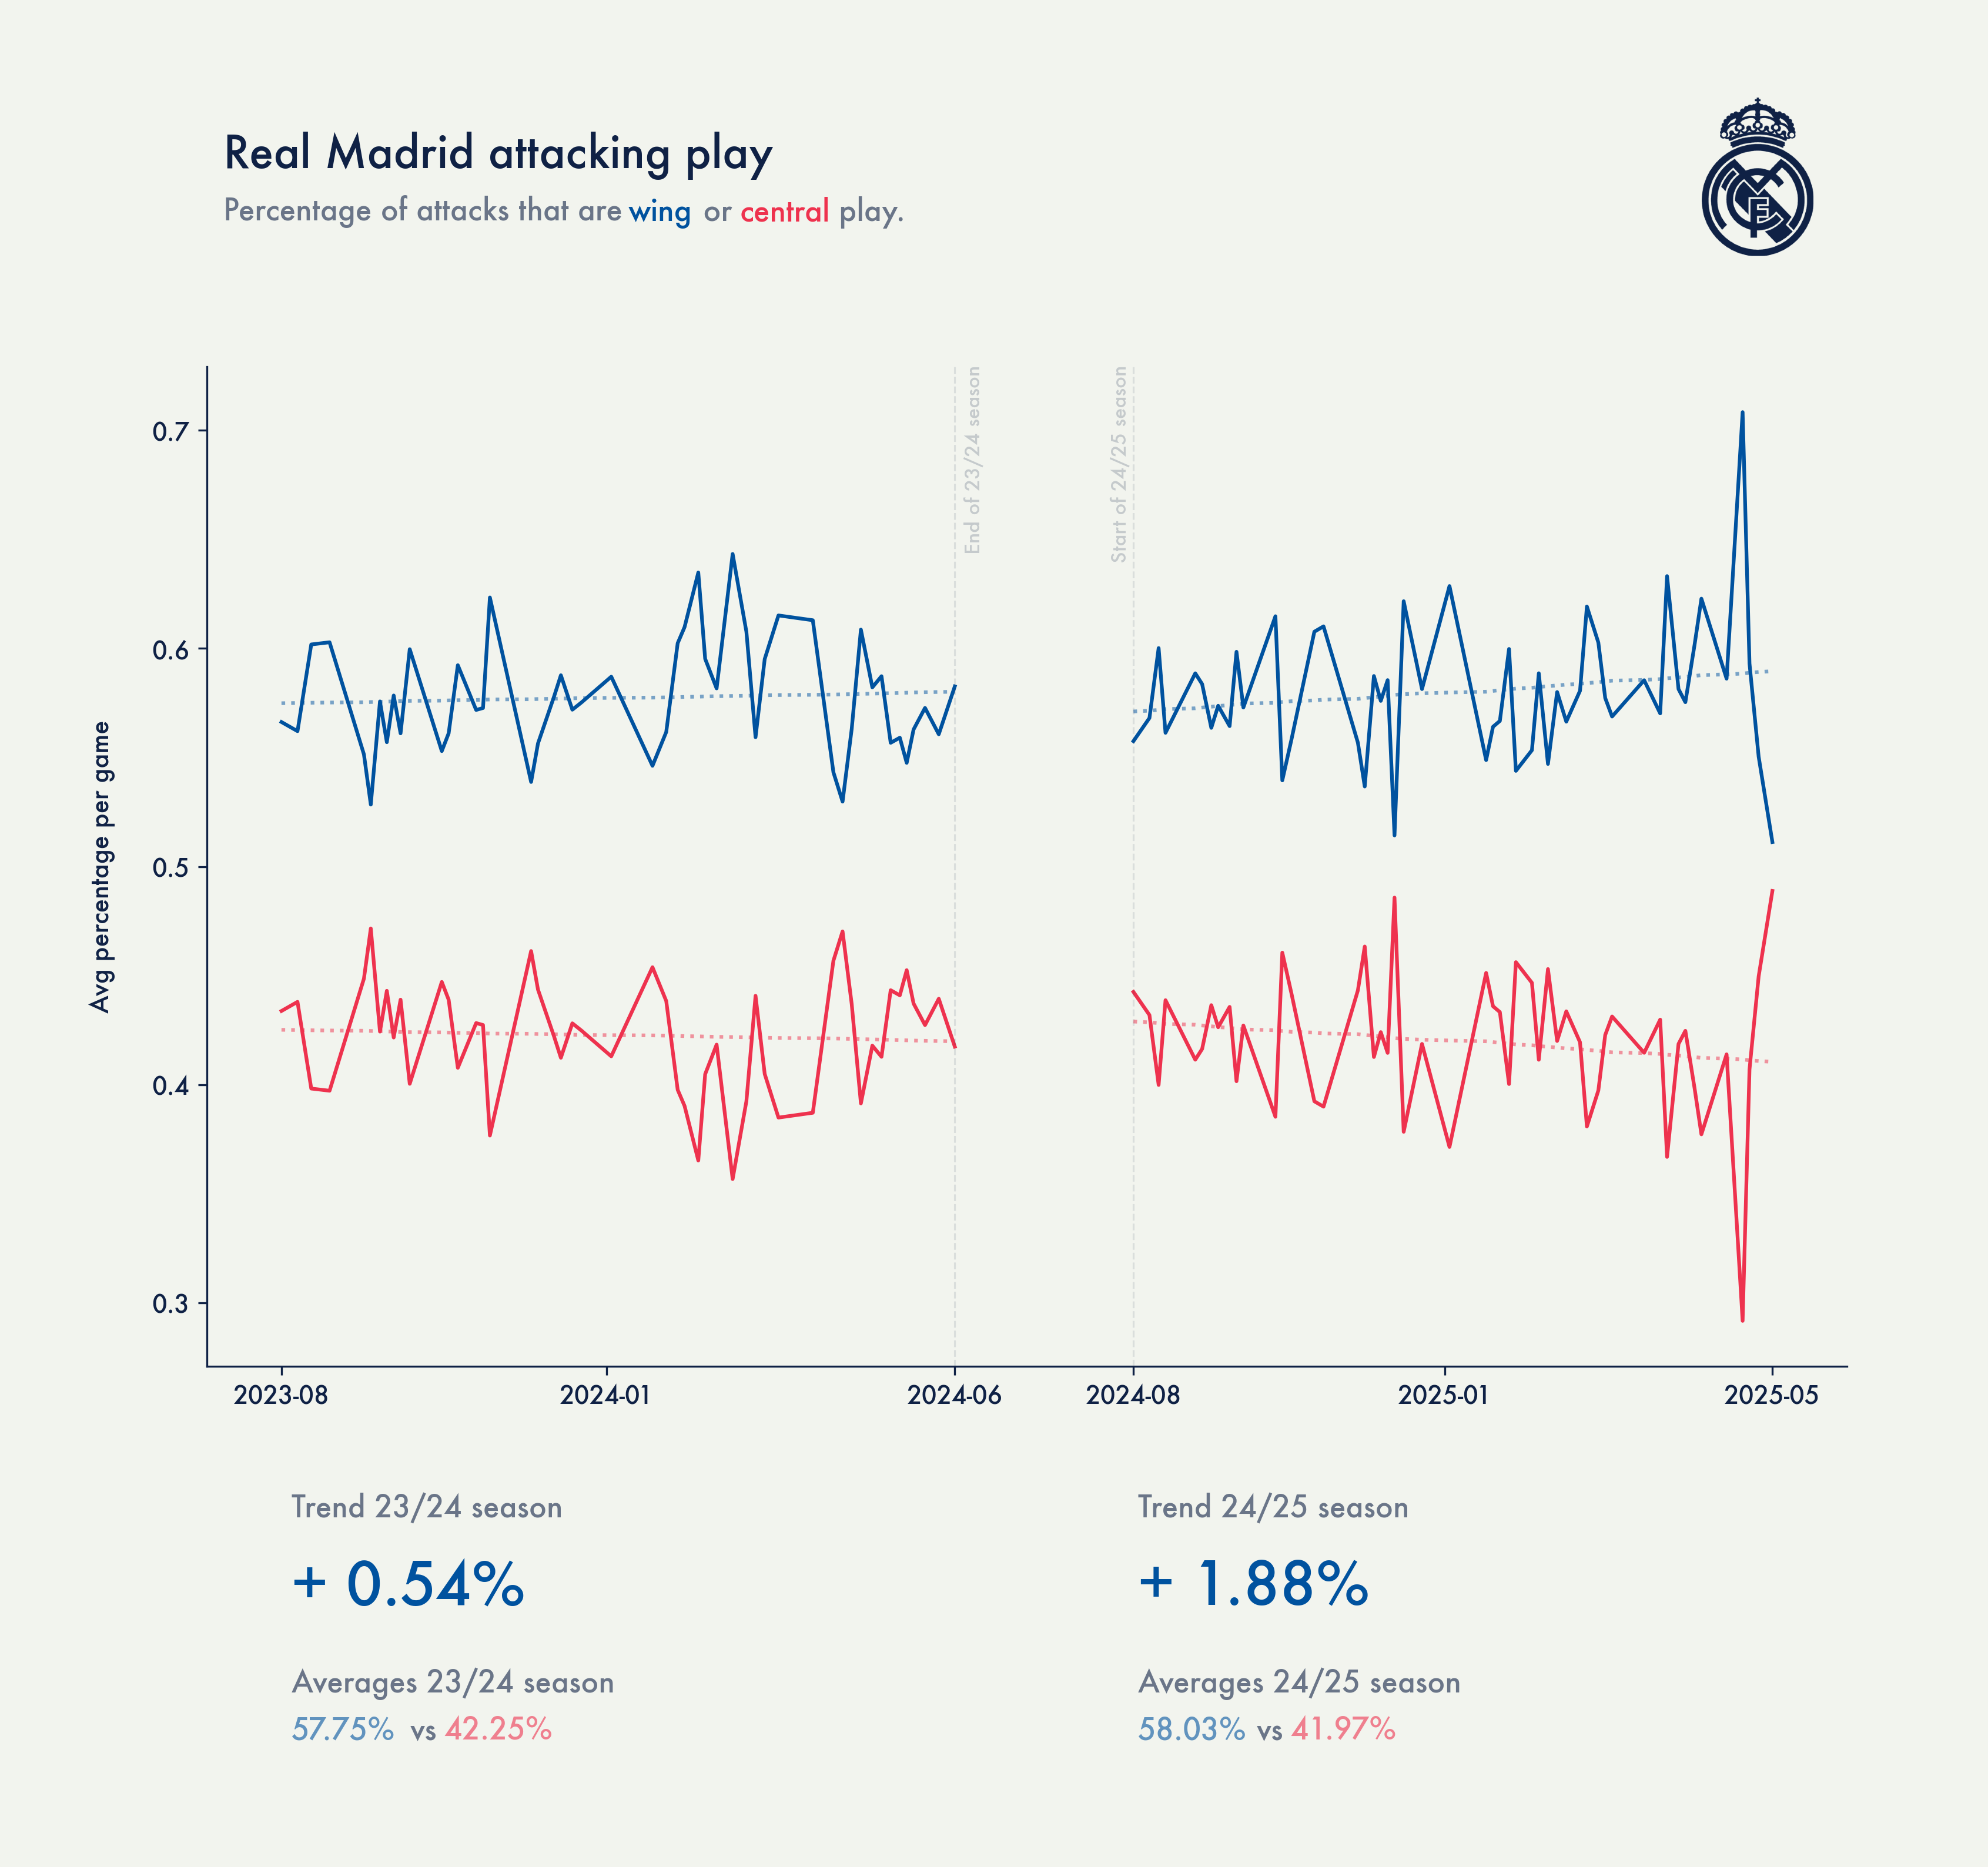 Real Madrid attacking play
Percentage of attacks that are wing or central play.
End of 23/24 season
Start of 24/25 season
Avg percentage per game
0.7
0.6
0.5
0.4
0.3
2023-08 2024-01 2024-06 2024-08 2025-01 2025-05
Trend 23/24 season
+ 0.54%
Averages 23/24 season
57.75% vs 42.25%
Trend 24/25 season
+ 1.88%
Averages 24/25 season
58.03% vs 41.97%